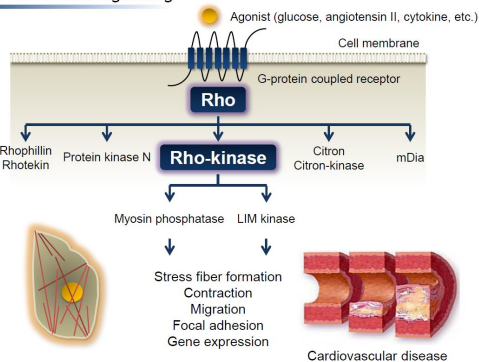 Agonist (glucose, angiotensin II, cytokine, etc.)
Cell membrane
G-protein coupled receptor
Rho
Rhophillin
Rhotekin
Protein kinase N
Rho-kinase
Citron
Citron-kinase
mDia
Myosin phosphatase
LIM kinase
Stress fiber formation
Contraction
Migration
Focal adhesion
Gene expression
Cardiovascular disease